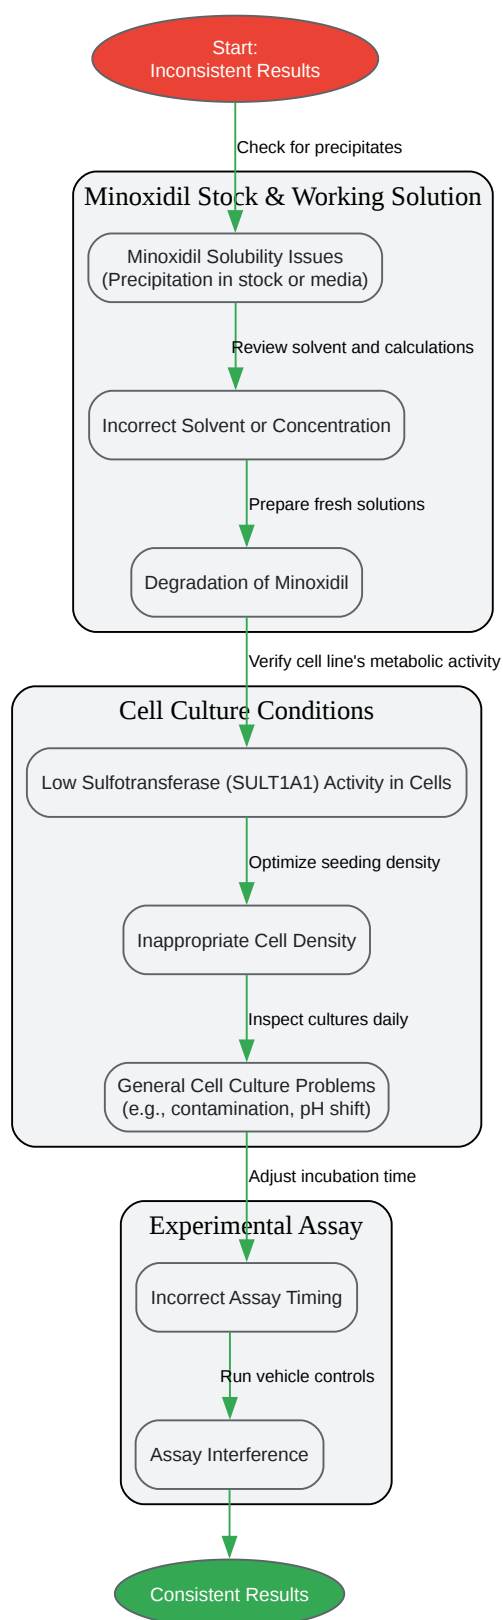 Start:
Inconsistent Results
Check for precipitates
Minoxidil Stock & Working Solution
Minoxidil Solubility Issues
(Precipitation in stock or media)
Review solvent and calculations
Incorrect Solvent or Concentration
Prepare fresh solutions
Degradation of Minoxidil
Verify cell line's metabolic activity
Cell Culture Conditions
Low Sulfotransferase (SULT1A1) Activity in Cells
Optimize seeding density
Inappropriate Cell Density
Inspect cultures daily
General Cell Culture Problems
(e.g., contamination, pH shift)
Adjust incubation time
Experimental Assay
Incorrect Assay Timing
Run vehicle controls
Assay Interference
Consistent Results